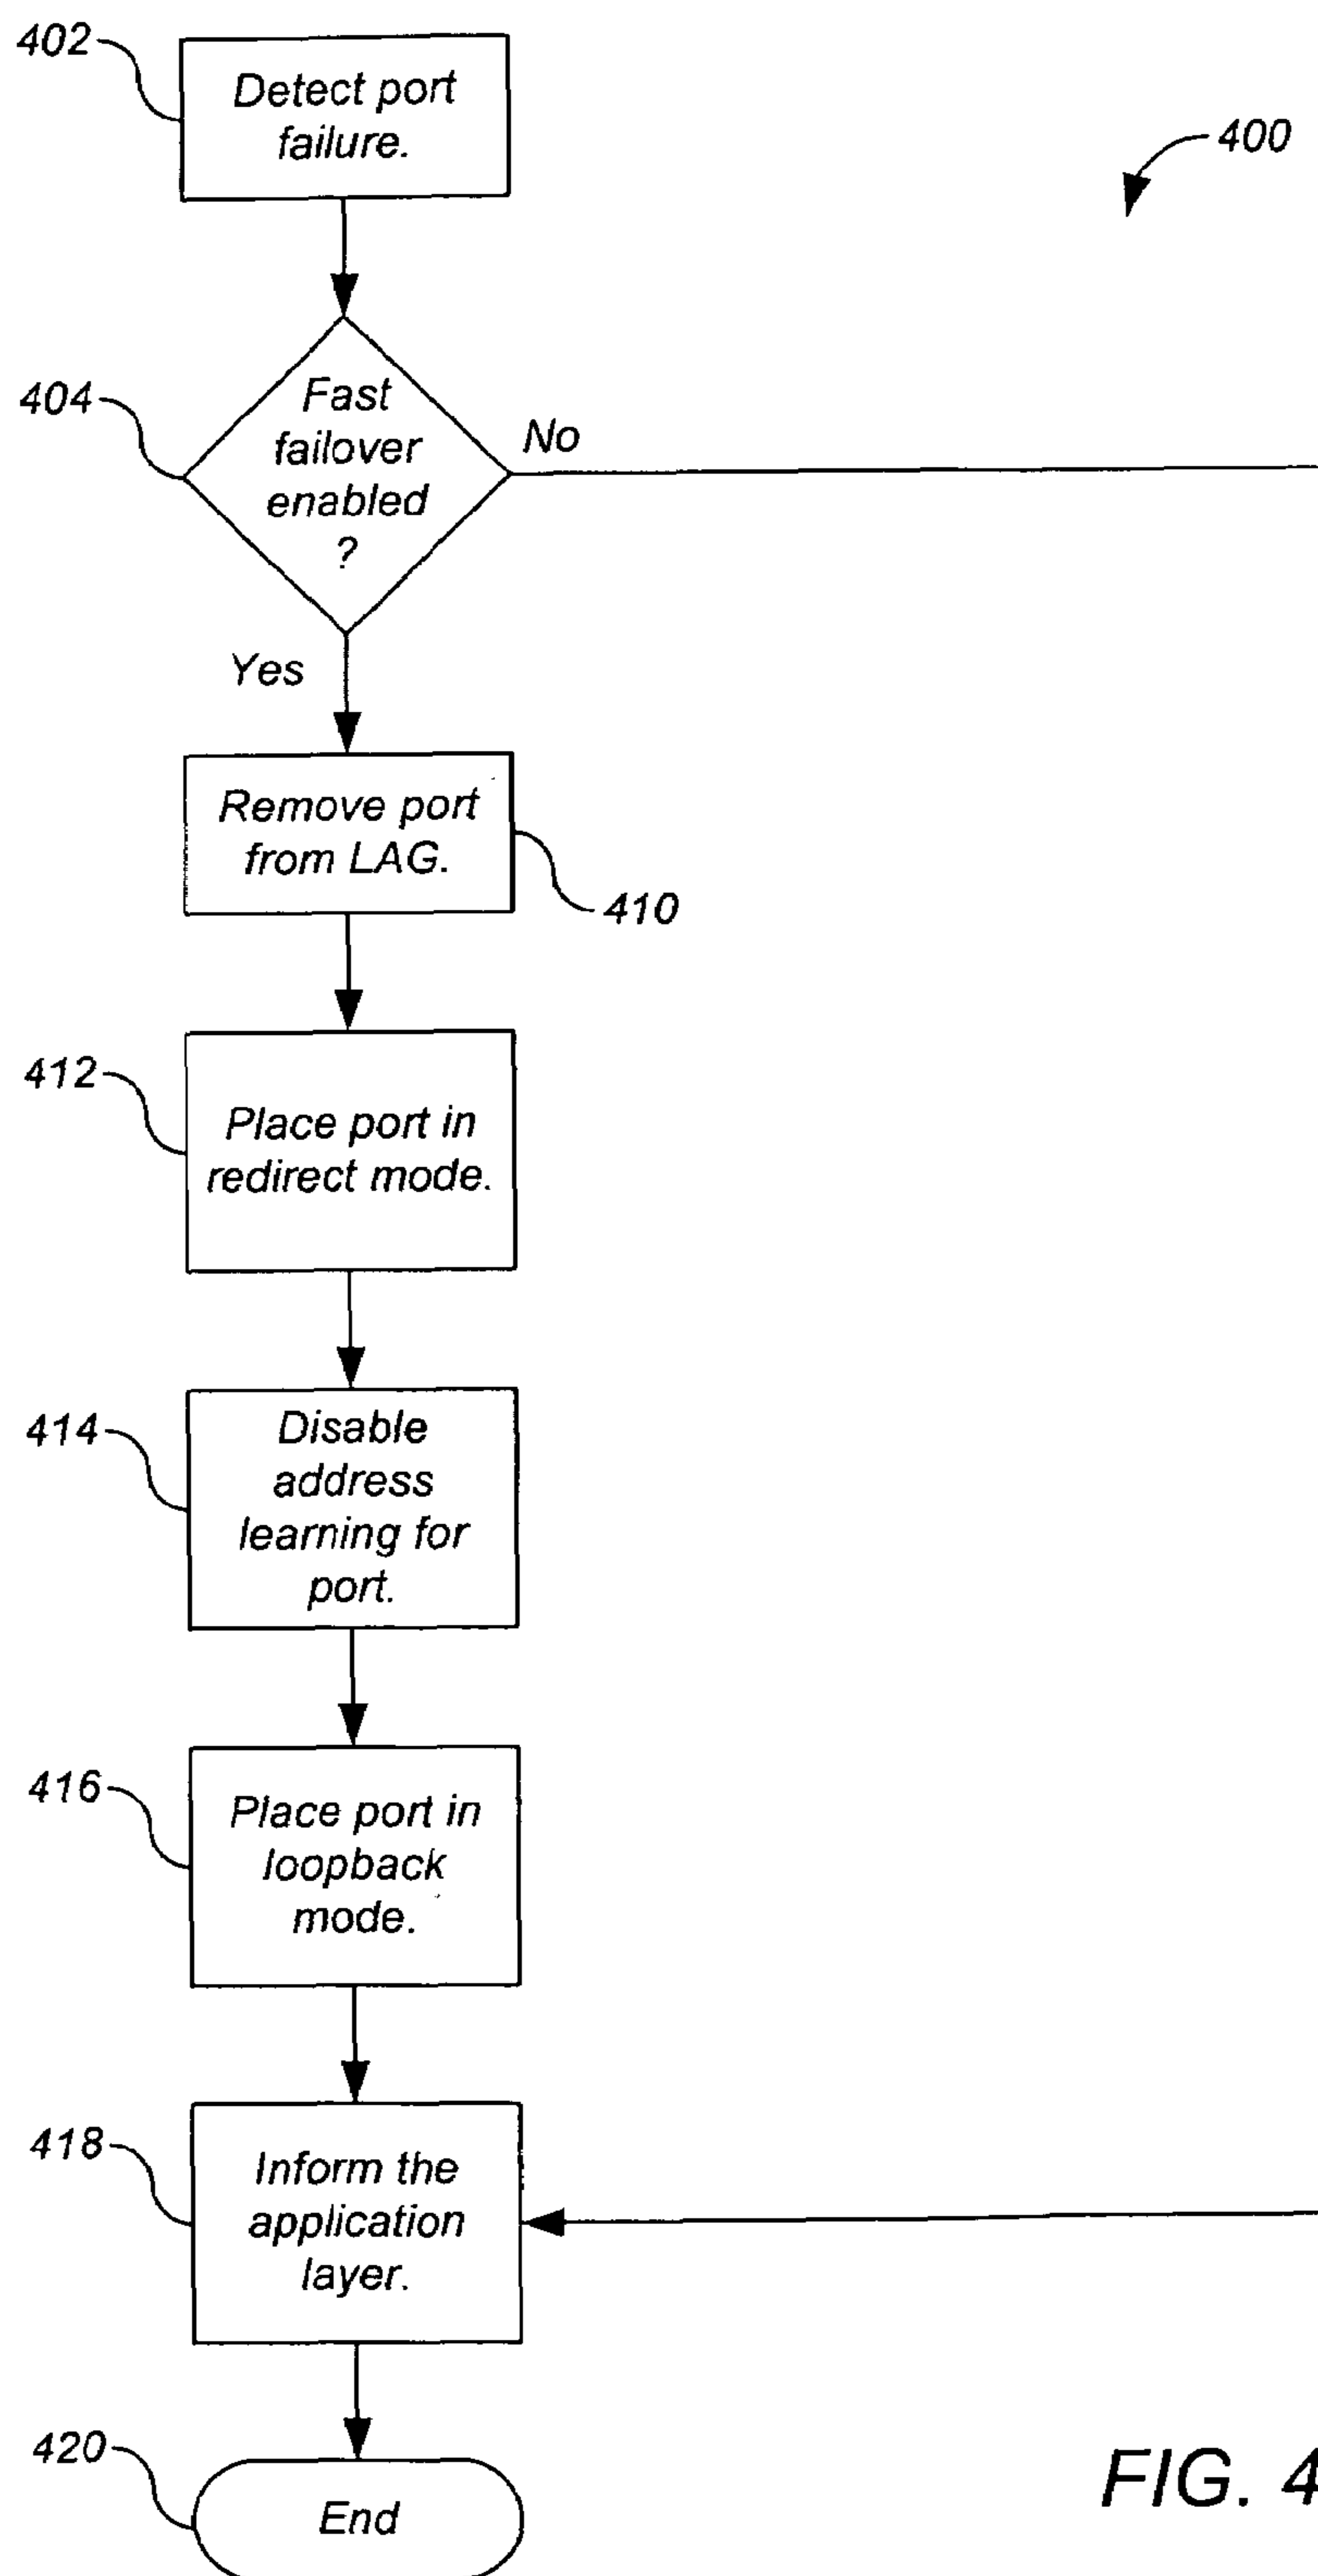 402
Detect port
failure.
400
404
Fast
failover
enabled
?
No
Yes
Remove port
from LAG.
410
412
Place port in
redirect mode.
414
Disable
address
learning for
port.
416
Place port in
loopback
mode.
418
Inform the
application
layer.
420
End
FIG. 4